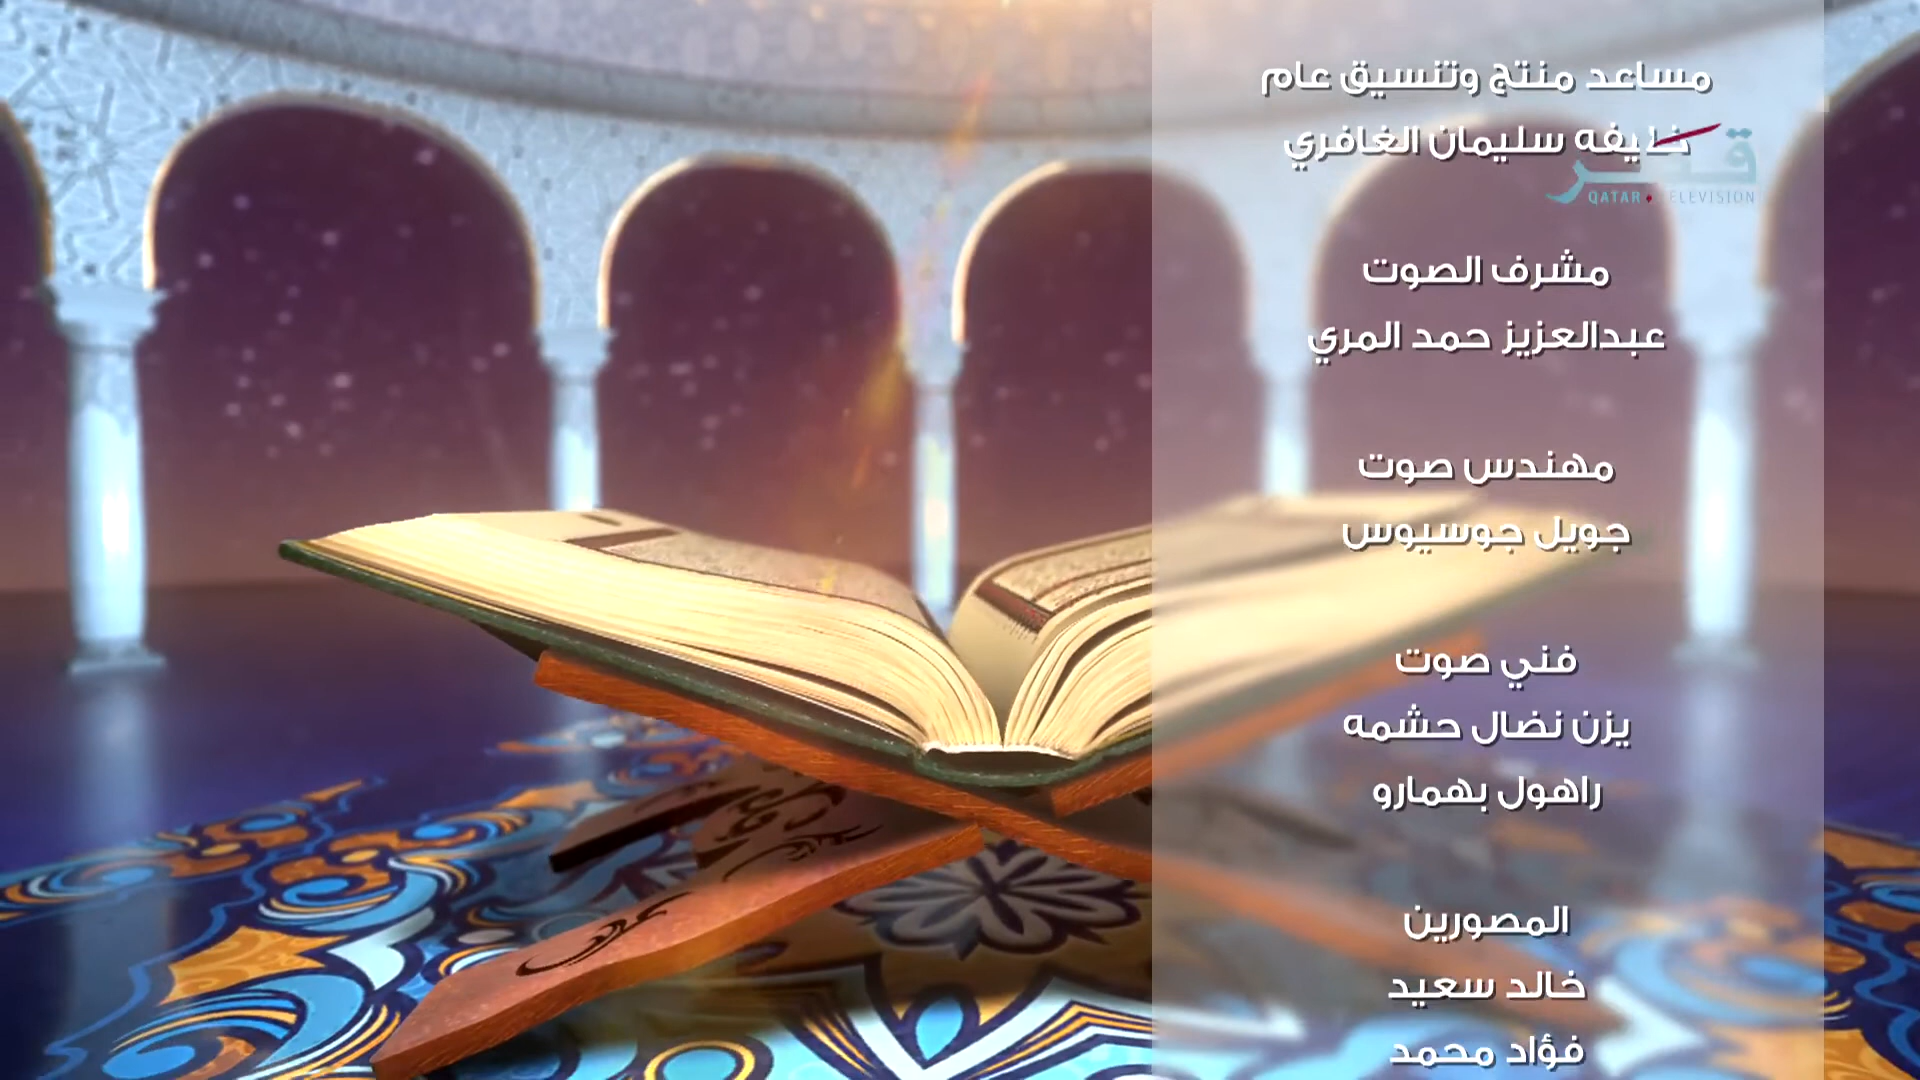 مساعد منتج وتنسيق عام
خليفه سليمان الغافري
قطر
QATAR TELEVISION
مشرف الصوت
عبدالعزيز حمد المري
مهندس صوت
جويل جوسيوس
فني صوت
يزن نضال حشمه
راهول بهمارو
المصورين
خالد سعيد
فؤاد محمد